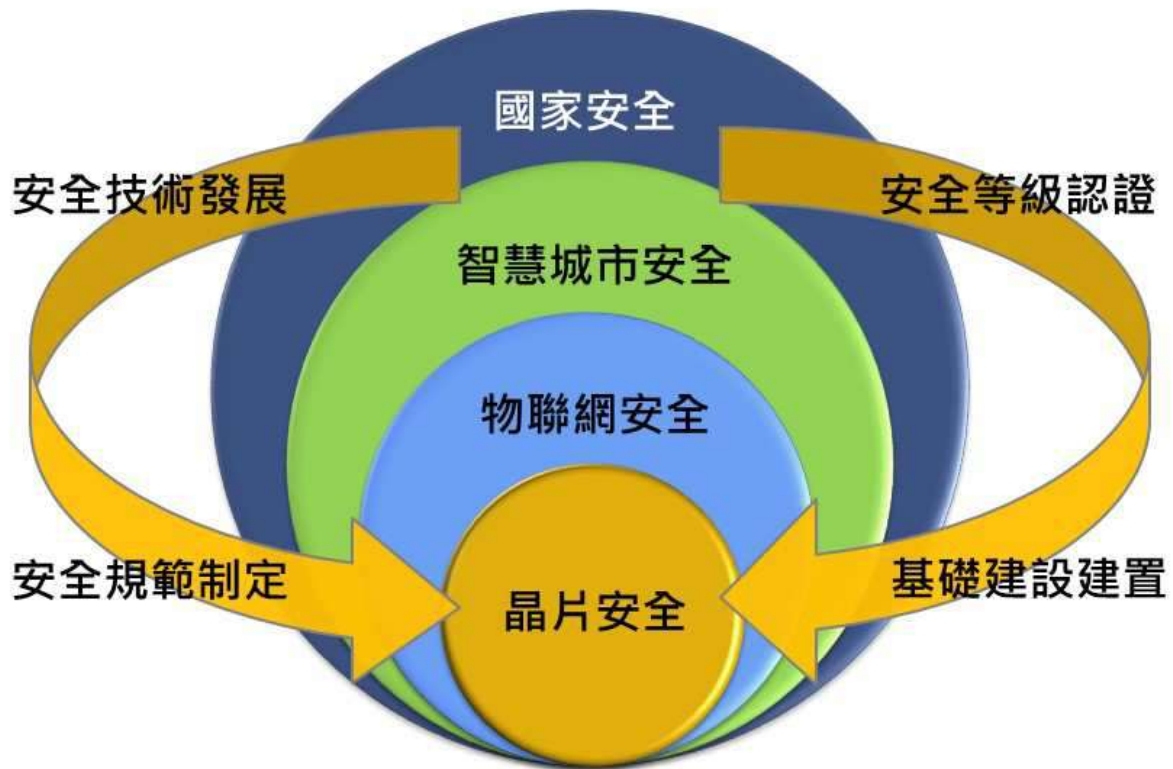 國家安全
安全技術發展
安全等級認證
智慧城市安全
物聯網安全
安全規範制定
基礎建設建置
晶片安全